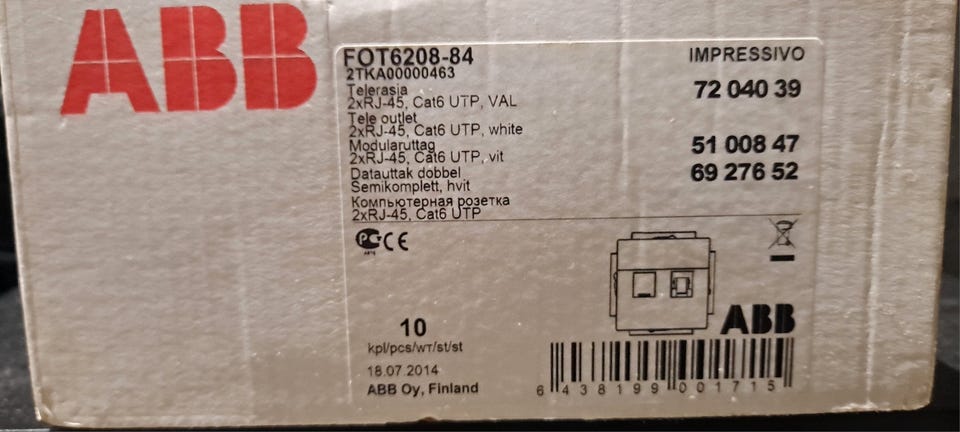 ABB
FOT6208-84 IMPRESSIVO
2TKA00000463
Telerasia 72 040 39
2xRJ-45, Cat6 UTP, VAL
Tele outlet
2xRJ-45, Cat6 UTP, white
Modularuttag 51 008 47
2xRJ-45, Cat6 UTP, vit
Datauttak dobbel 69 276 52
Semikomplett, hvit
Компьютерная розетка
2xRJ-45, Cat6 UTP
CE
ABB
10
kpl/pcs/wт/st/st
18.07.2014
ABB Oy, Finland
6 438199 001715